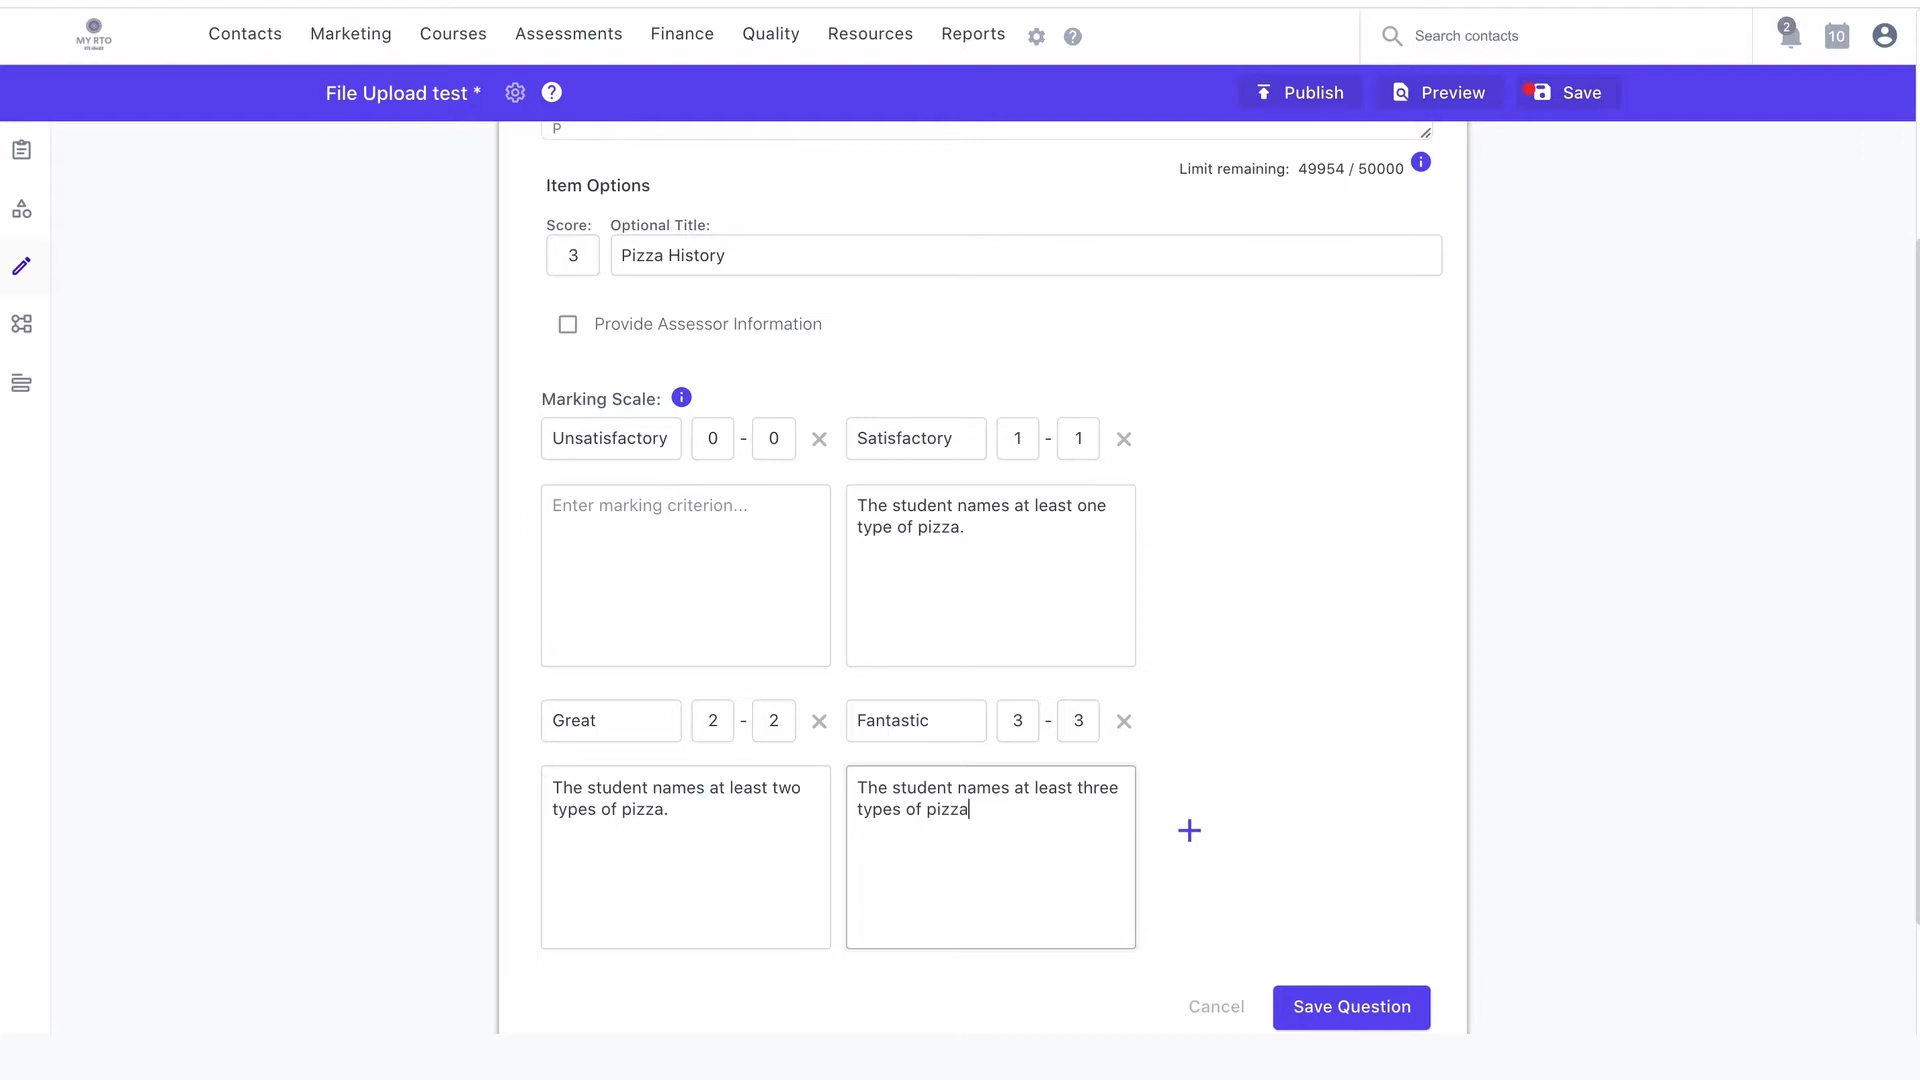 MY RTO
Contacts Marketing Courses Assessments Finance Quality Resources Reports
Search contacts
2
10
File Upload test *
Publish
Preview
Save
P
Limit remaining: 49954 / 50000
Item Options
Score: Optional Title:
3 Pizza History
Provide Assessor Information
Marking Scale:
Unsatisfactory 0 - 0
Satisfactory 1 - 1
Enter marking criterion...
The student names at least one
type of pizza.
Great 2 - 2
Fantastic 3 - 3
The student names at least two
types of pizza.
The student names at least three
types of pizza
Cancel
Save Question